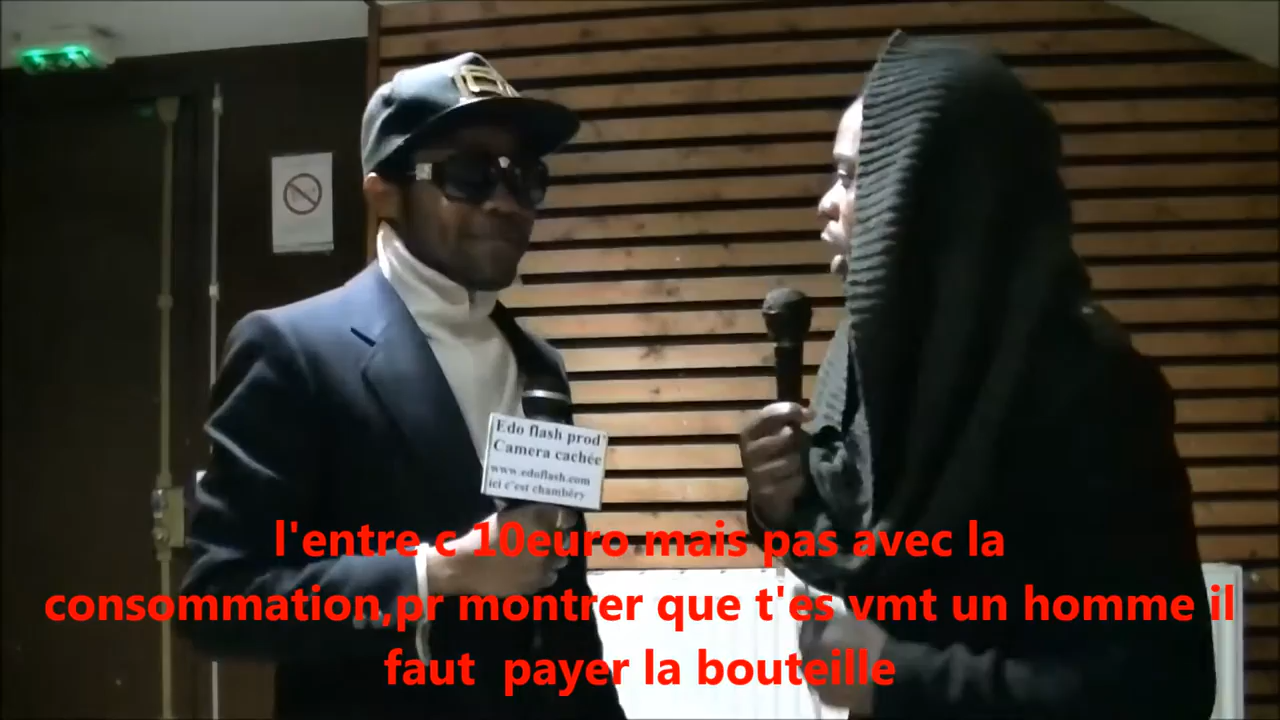 Edo flash prod'
Camera cachée
www.edoflash.com
ici c'est chambéry
l'entre c 10euro mais pas avec la
consommation,pr montrer que t'es vmt un homme il
faut  payer la bouteille